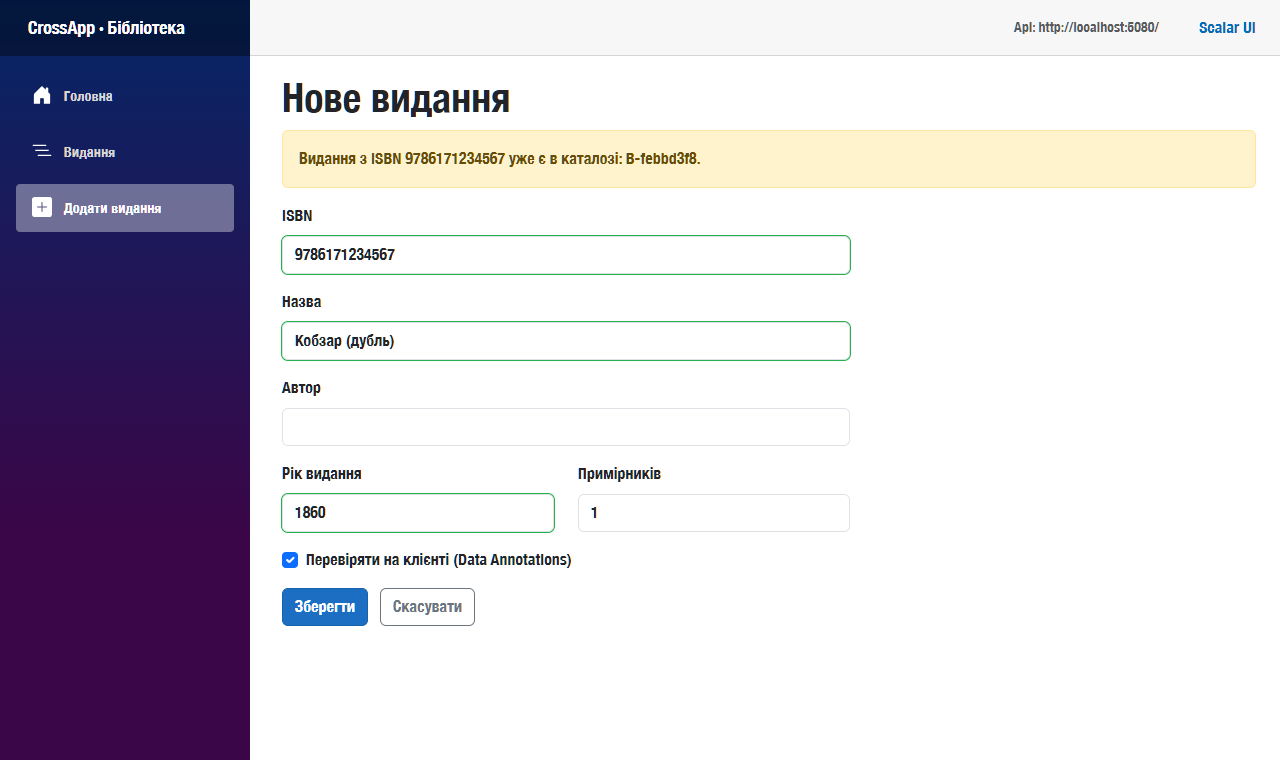 CrossApp • Бібліотека
Api: http://localhost:5080/
Scalar UI
Головна
Видання
Додати видання
Нове видання
Видання з ISBN 9786171234567 уже є в каталозі: B-febbd3f8.
ISBN
9786171234567
Назва
Кобзар (дубль)
Автор
Рік видання
Примірників
1860
1
Перевіряти на клієнті (Data Annotations)
Зберегти
Скасувати